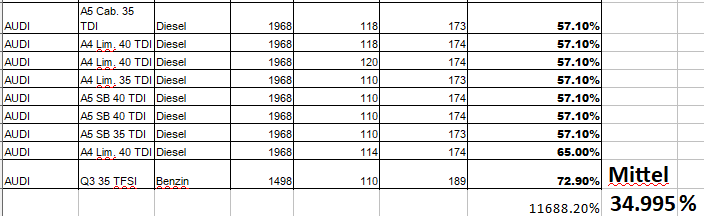 A5 Cab. 35
AUDI TDI Diesel 1968 118 173 57.10%
AUDI A4 Lim. 40 TDI Diesel 1968 118 174 57.10%
AUDI A4 Lim. 40 TDI Diesel 1968 120 174 57.10%
AUDI A4 Lim. 35 TDI Diesel 1968 110 173 57.10%
AUDI A5 SB 40 TDI Diesel 1968 110 174 57.10%
AUDI A5 SB 40 TDI Diesel 1968 110 174 57.10%
AUDI A5 SB 35 TDI Diesel 1968 110 173 57.10%
AUDI A4 Lim. 40 TDI Diesel 1968 114 174 65.00%
AUDI Q3 35 TFSI Benzin 1498 110 189 72.90% Mittel
11688.20% 34.995%